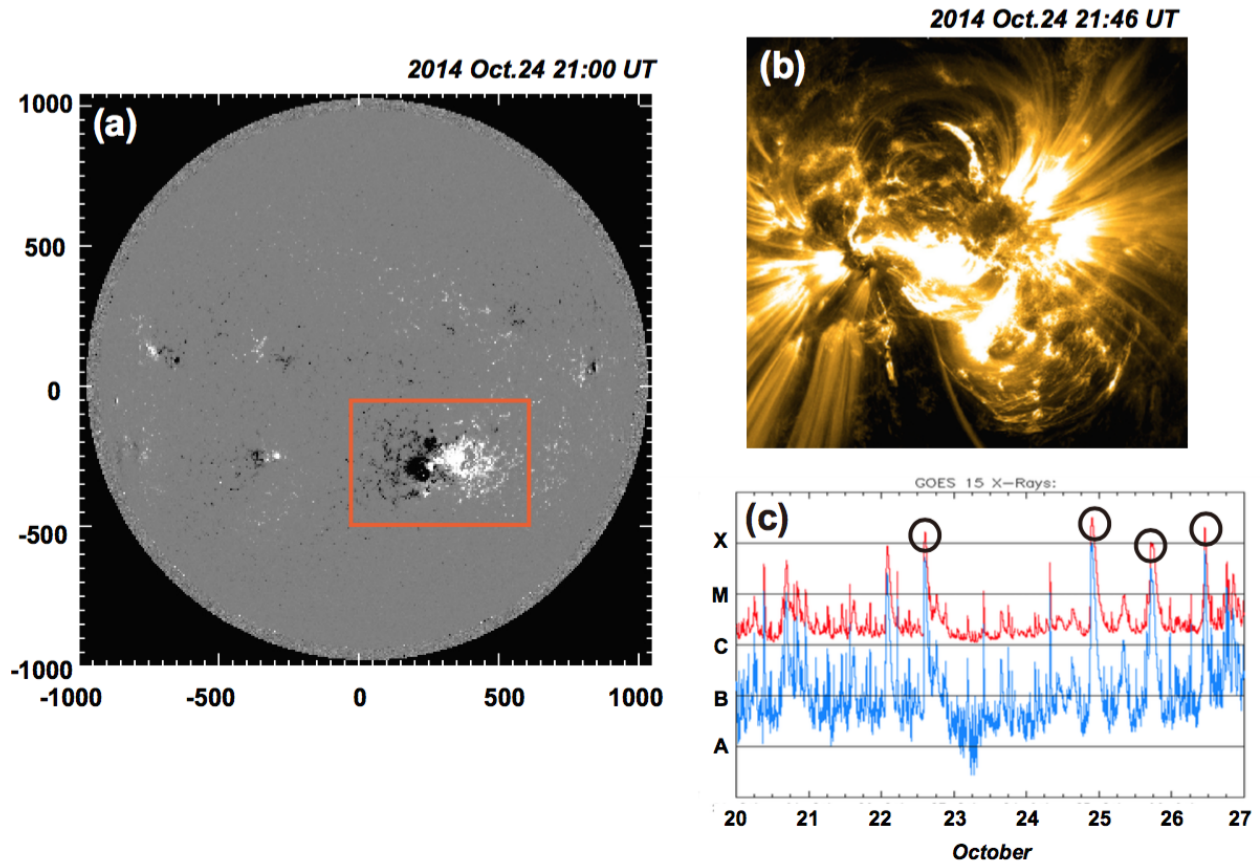 2014 Oct.24 21:00 UT
(a)
1000
500
0
-500
-1000
-1000 -500 0 500 1000
2014 Oct.24 21:46 UT
(b)
GOES 15 X-Rays:
(c)
X
M
C
B
A
20 21 22 23 24 25 26 27
October